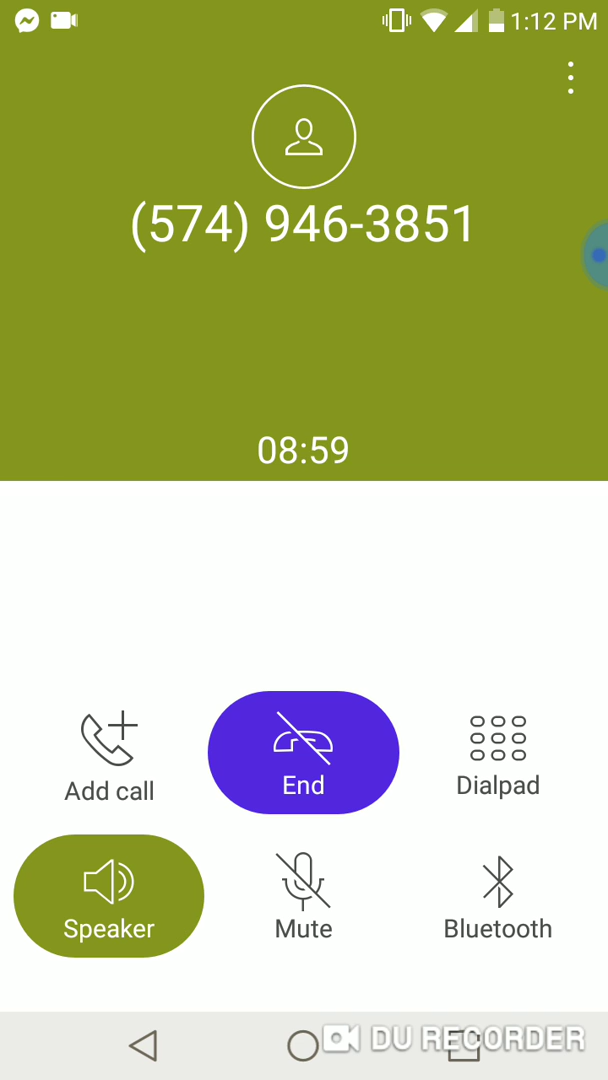 1:12 PM
(574) 946-3851
08:59
Add call
End
Dialpad
Speaker
Mute
Bluetooth
DU RECORDER